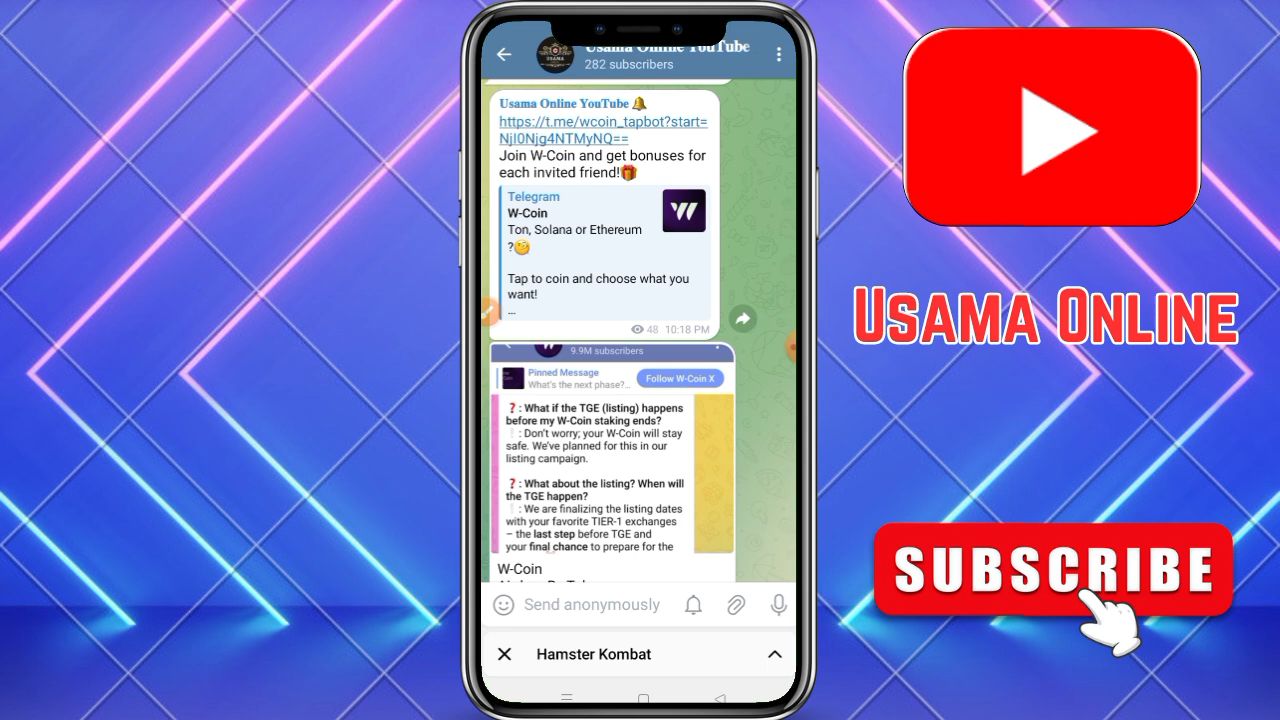 Usama Online YouTube
282 subscribers
Usama Online YouTube 🔔
https://t.me/wcoin_tapbot?start=
NjI0Njg4NTMyNQ==
Join W-Coin and get bonuses for
each invited friend!🎁
Telegram
W-Coin
Ton, Solana or Ethereum
?🧐
Tap to coin and choose what you
want!
...
48 10:18 PM
9.9M subscribers
Pinned Message
What's the next phase?...
Follow W-Coin X
❓: What if the TGE (listing) happens
before my W-Coin staking ends?
❕: Don't worry; your W-Coin will stay
safe. We've planned for this in our
listing campaign.
❓: What about the listing? When will
the TGE happen?
❕: We are finalizing the listing dates
with your favorite TIER-1 exchanges
– the last step before TGE and
your final chance to prepare for the
W-Coin
Send anonymously
Hamster Kombat
Usama Online
SUBSCRIBE